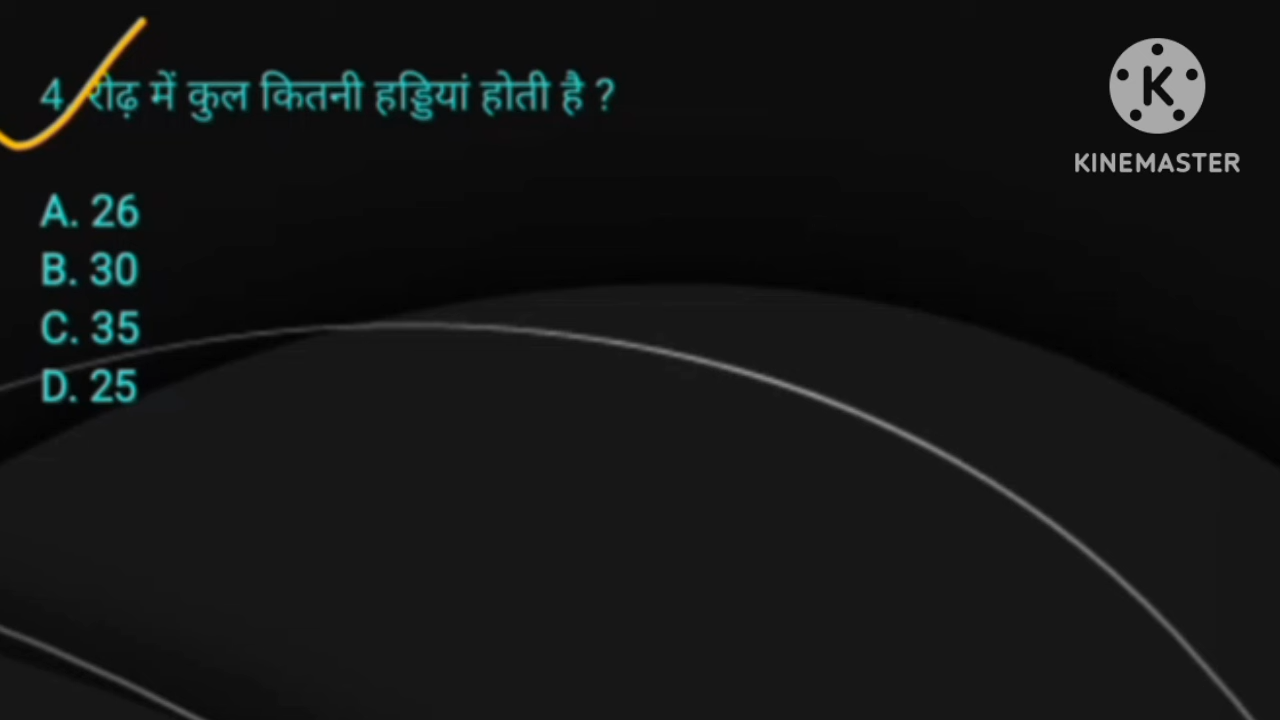 4. रीढ़ में कुल कितनी हड्डियां होती है ?
KINEMASTER
A. 26
B. 30
C. 35
D. 25